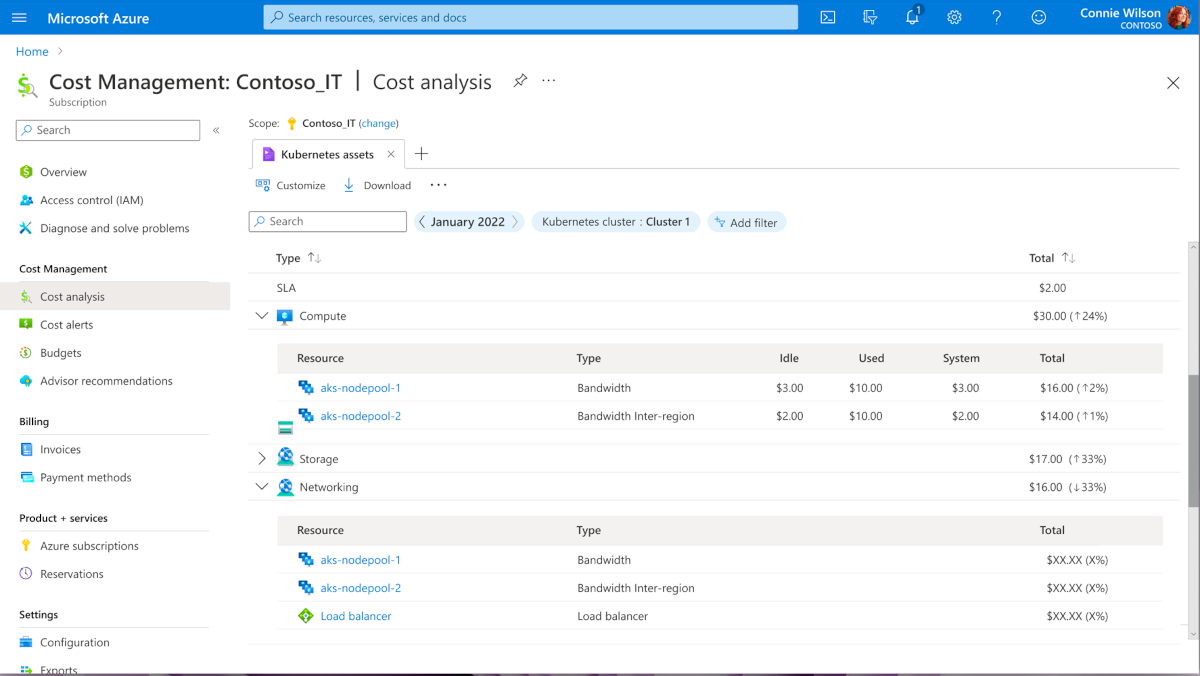 Microsoft Azure
Search resources, services and docs
1
Connie Wilson
CONTOSO
Home
Cost Management: Contoso_IT | Cost analysis
Subscription
Search
«
Overview
Access control (IAM)
Diagnose and solve problems
Cost Management
Cost analysis
Cost alerts
Budgets
Advisor recommendations
Billing
Invoices
Payment methods
Product + services
Azure subscriptions
Reservations
Settings
Configuration
Exports
Scope: Contoso_IT (change)
Kubernetes assets
Customize Download
Search January 2022 Kubernetes cluster : Cluster 1 Add filter
Type ↑↓ Total ↑↓
SLA $2.00
Compute $30.00 (↑24%)
Resource Type Idle Used System Total
aks-nodepool-1 Bandwidth $3.00 $10.00 $3.00 $16.00 (↑2%)
aks-nodepool-2 Bandwidth Inter-region $2.00 $10.00 $2.00 $14.00 (↑1%)
Storage $17.00 (↑33%)
Networking $16.00 (↓33%)
Resource Type Total
aks-nodepool-1 Bandwidth $XX.XX (X%)
aks-nodepool-2 Bandwidth Inter-region $XX.XX (X%)
Load balancer Load balancer $XX.XX (X%)